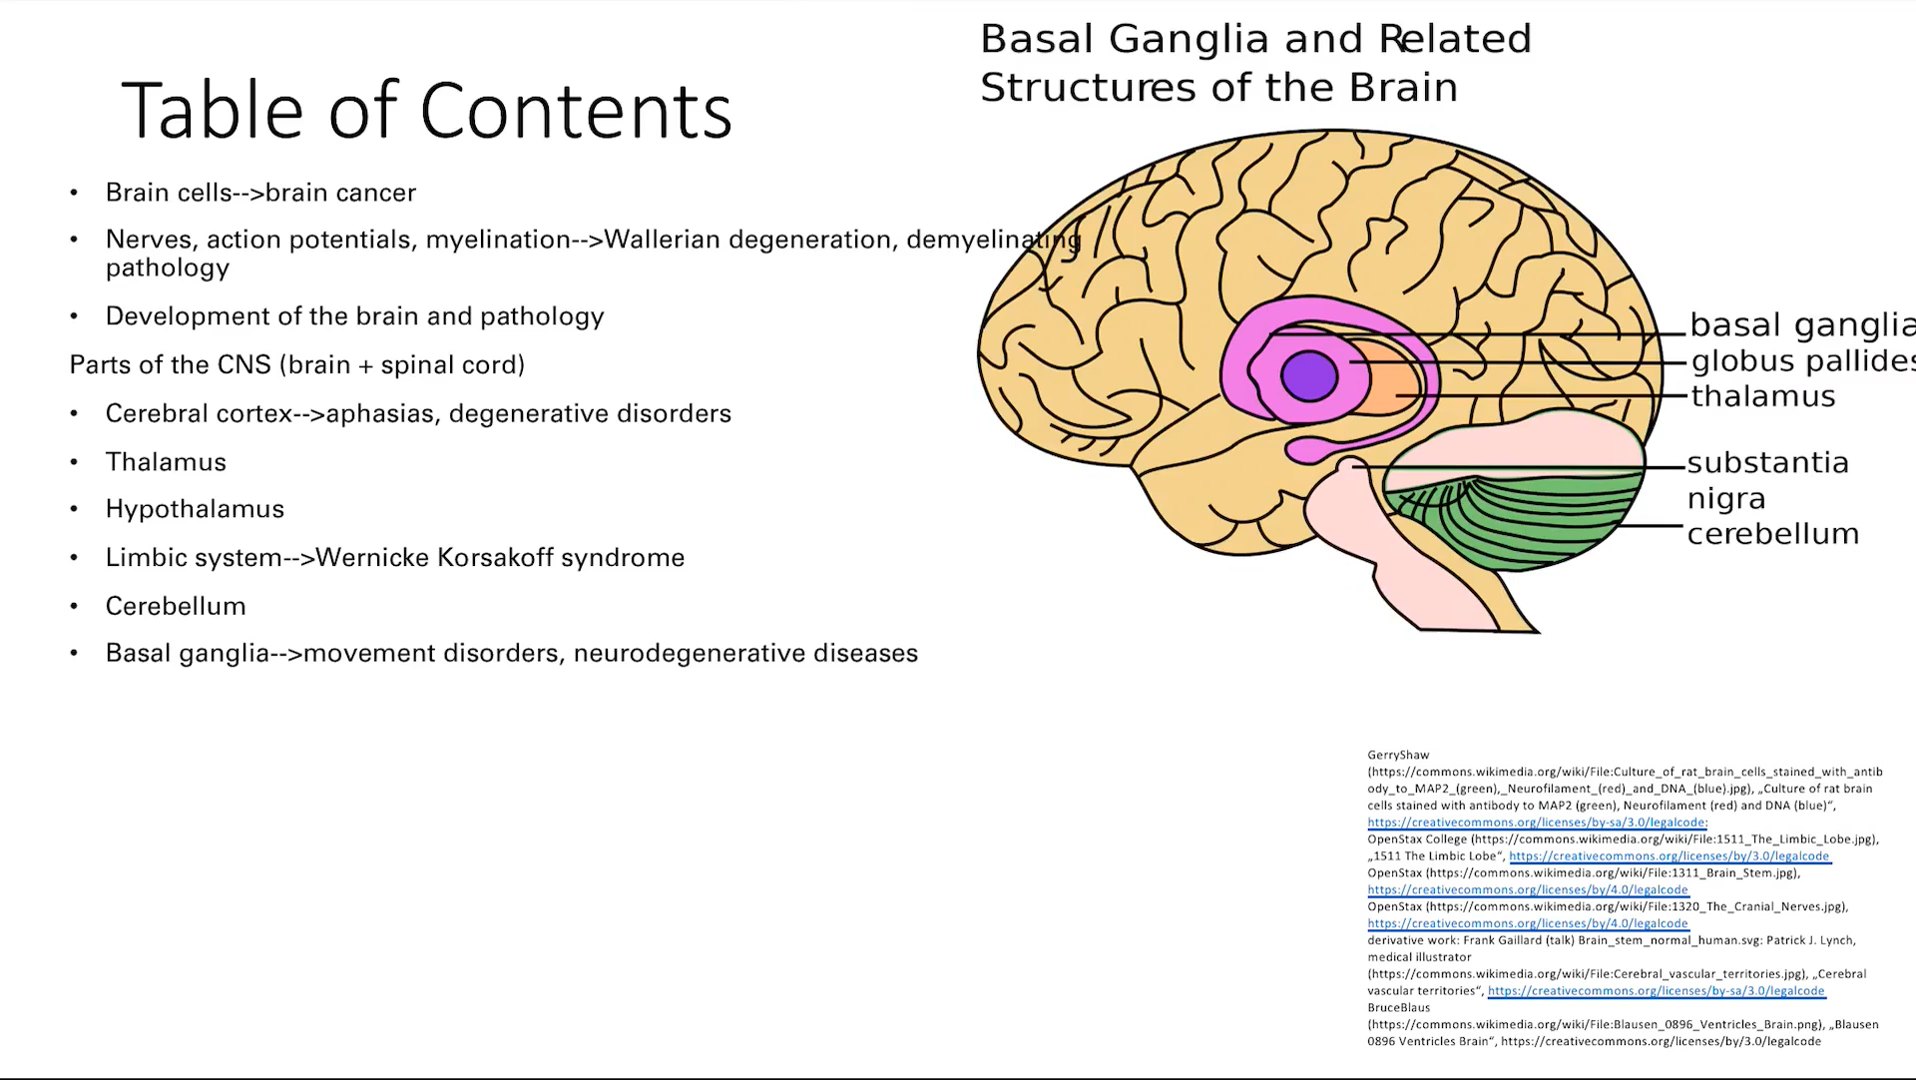 Table of Contents
• Brain cells-->brain cancer
• Nerves, action potentials, myelination-->Wallerian degeneration, demyelinating
pathology
• Development of the brain and pathology
Parts of the CNS (brain + spinal cord)
• Cerebral cortex-->aphasias, degenerative disorders
• Thalamus
• Hypothalamus
• Limbic system-->Wernicke Korsakoff syndrome
• Cerebellum
• Basal ganglia-->movement disorders, neurodegenerative diseases
Basal Ganglia and Related
Structures of the Brain
basal ganglia
globus pallides
thalamus
substantia
nigra
cerebellum
GerryShaw
(https://commons.wikimedia.org/wiki/File:Culture_of_rat_brain_cells_stained_with_antib
ody_to_MAP2_(green),_Neurofilament_(red)_and_DNA_(blue).jpg), „Culture of rat brain
cells stained with antibody to MAP2 (green), Neurofilament (red) and DNA (blue)“,
https://creativecommons.org/licenses/by-sa/3.0/legalcode;
OpenStax College (https://commons.wikimedia.org/wiki/File:1511_The_Limbic_Lobe.jpg),
„1511 The Limbic Lobe“, https://creativecommons.org/licenses/by/3.0/legalcode
OpenStax (https://commons.wikimedia.org/wiki/File:1311_Brain_Stem.jpg),
https://creativecommons.org/licenses/by/4.0/legalcode
OpenStax (https://commons.wikimedia.org/wiki/File:1320_The_Cranial_Nerves.jpg),
https://creativecommons.org/licenses/by/4.0/legalcode
derivative work: Frank Gaillard (talk) Brain_stem_normal_human.svg: Patrick J. Lynch,
medical illustrator
(https://commons.wikimedia.org/wiki/File:Cerebral_vascular_territories.jpg), „Cerebral
vascular territories“, https://creativecommons.org/licenses/by-sa/3.0/legalcode
BruceBlaus
(https://commons.wikimedia.org/wiki/File:Blausen_0896_Ventricles_Brain.png), „Blausen
0896 Ventricles Brain“, https://creativecommons.org/licenses/by/3.0/legalcode